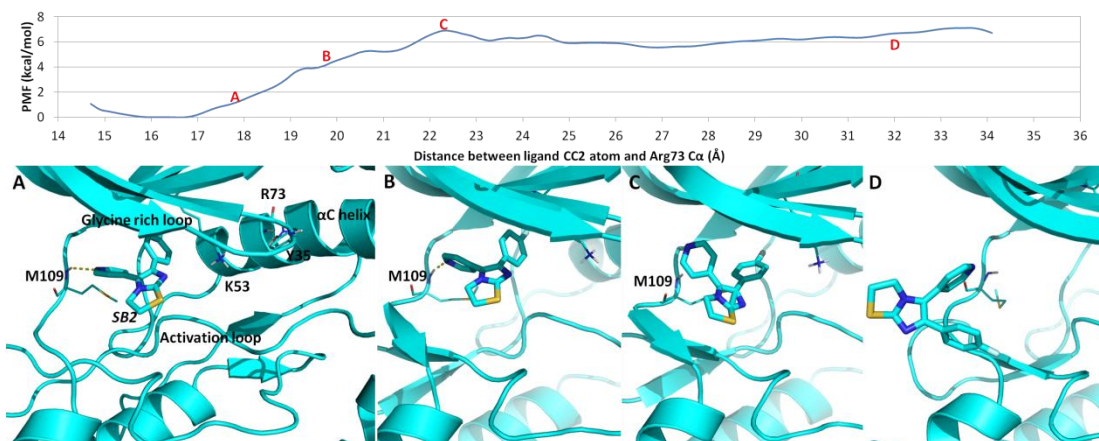 8
6
4
2
0
PMF (kcal/mol)
A
B
C
D
14 15 16 17 18 19 20 21 22 23 24 25 26 27 28 29 30 31 32 33 34 35 36
Distance between ligand CC2 atom and Arg73 Cα (Å)
A
R73
Glycine rich loop
αC helix
Y35
M109
K53
SB2
Activation loop
B
M109
C
M109
D